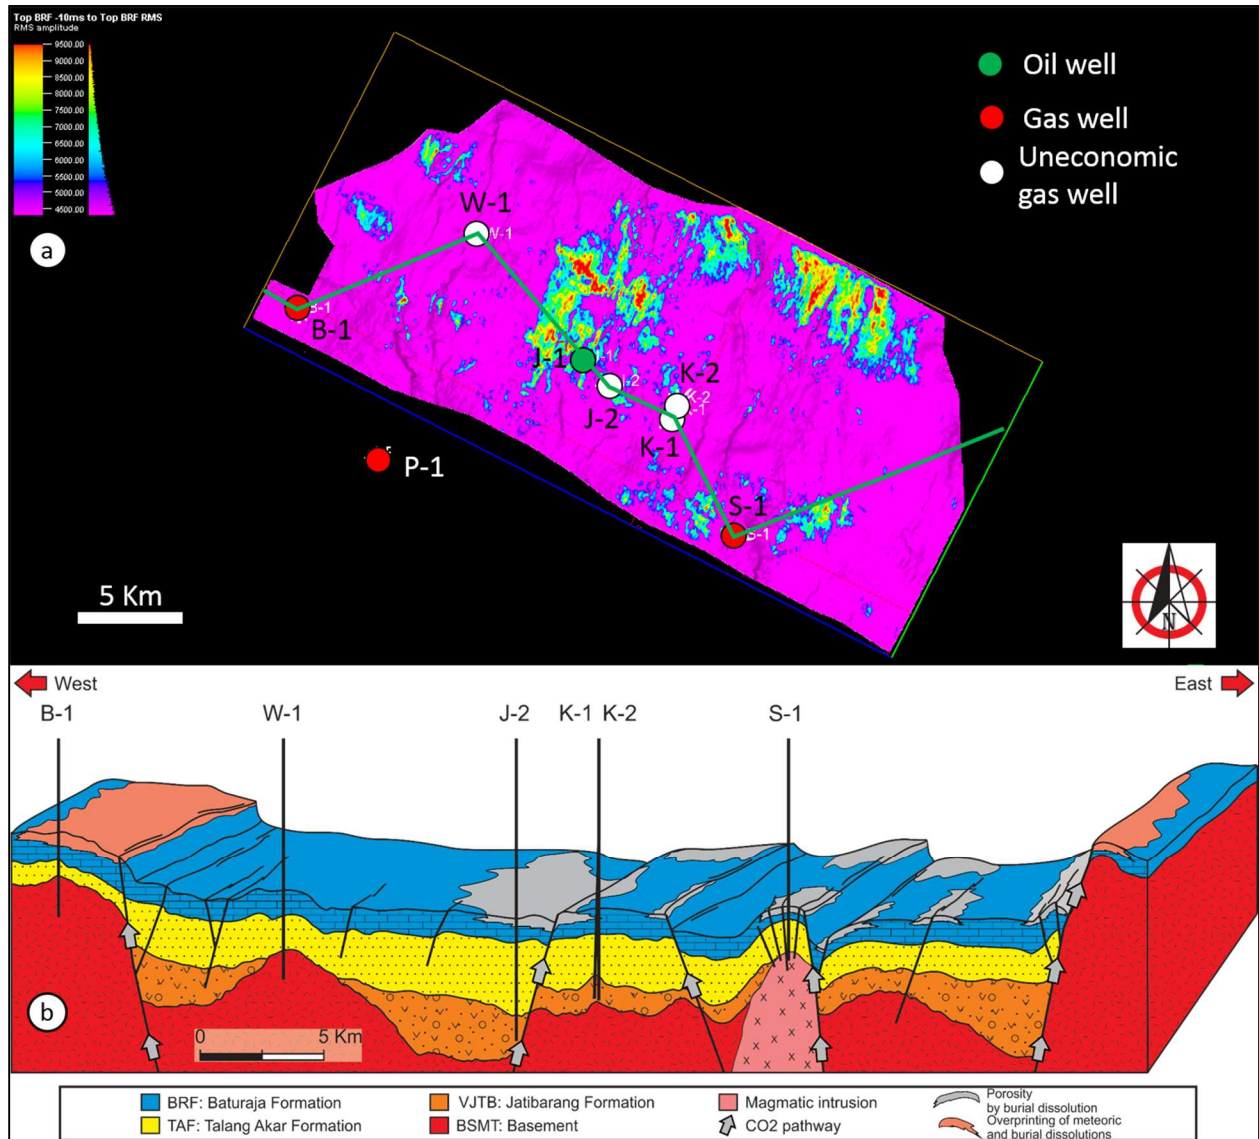 Top BRF -10ms to Top BRF RMS
RMS amplitude
9500.00
9000.00
8500.00
8000.00
7500.00
7000.00
6500.00
6000.00
5500.00
5000.00
4500.00
a
Oil well
Gas well
Uneconomic
gas well
W-1
W-1
B-1
B-1
J-1
J-2
K-2
K-2
K-1
K-1
P-1
S-1
5 Km
N
West
East
B-1
W-1
J-2
K-1 K-2
S-1
b
0
5 Km
BRF: Baturaja Formation
VJTB: Jatibarang Formation
Magmatic intrusion
Porosity
by burial dissolution
TAF: Talang Akar Formation
BSMT: Basement
CO2 pathway
Overprinting of meteoric
and burial dissolutions